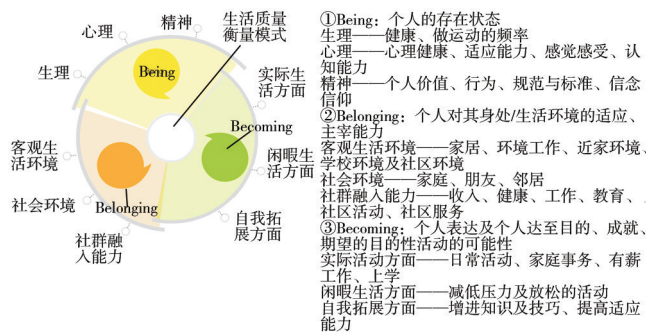 精神
生活质量
衡量模式
心理
生理
Being
实际生
活方面
Becoming
客观生
活环境
闲暇生
活方面
社会环境
Belonging
自我拓
展方面
社群融
入能力
①Being：个人的存在状态
生理——健康、做运动的频率
心理——心理健康、适应能力、感觉感受、认
知能力
精神——个人价值、行为、规范与标准、信念
信仰
②Belonging：个人对其身处/生活环境的适应、
主宰能力
客观生活环境——家居、环境工作、近家环境、
学校环境及社区环境
社会环境——家庭、朋友、邻居
社群融入能力——收入、健康、工作、教育、
社区活动、社区服务
③Becoming：个人表达及个人达至目的、成就、
期望的目的性活动的可能性
实际活动方面——日常活动、家庭事务、有薪
工作、上学
闲暇生活方面——减低压力及放松的活动
自我拓展方面——增进知识及技巧、提高适应
能力